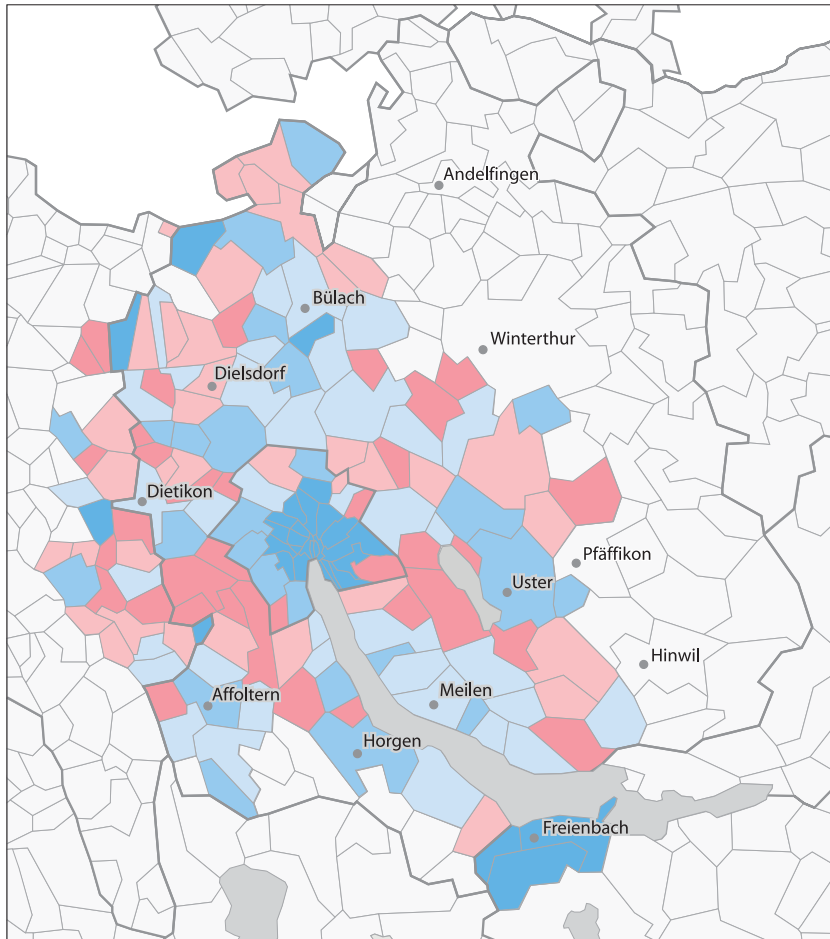 Andelfingen
Bülach
Winterthur
Dielsdorf
Dietikon
Pfäffikon
Uster
Hinwil
Affoltern
Meilen
Horgen
Freienbach